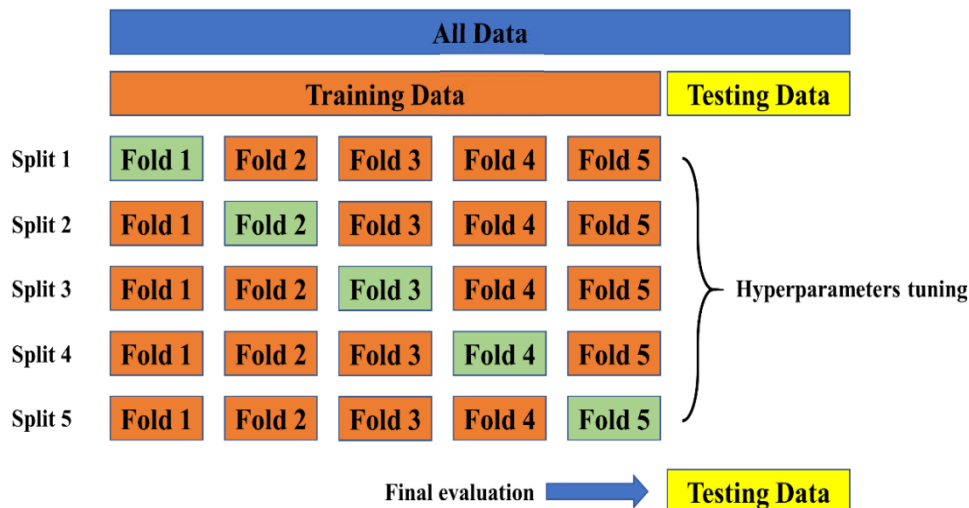 All Data
Training Data Testing Data
Split 1 Fold 1 Fold 2 Fold 3 Fold 4 Fold 5
Split 2 Fold 1 Fold 2 Fold 3 Fold 4 Fold 5
Split 3 Fold 1 Fold 2 Fold 3 Fold 4 Fold 5
Hyperparameters tuning
Split 4 Fold 1 Fold 2 Fold 3 Fold 4 Fold 5
Split 5 Fold 1 Fold 2 Fold 3 Fold 4 Fold 5
Final evaluation Testing Data